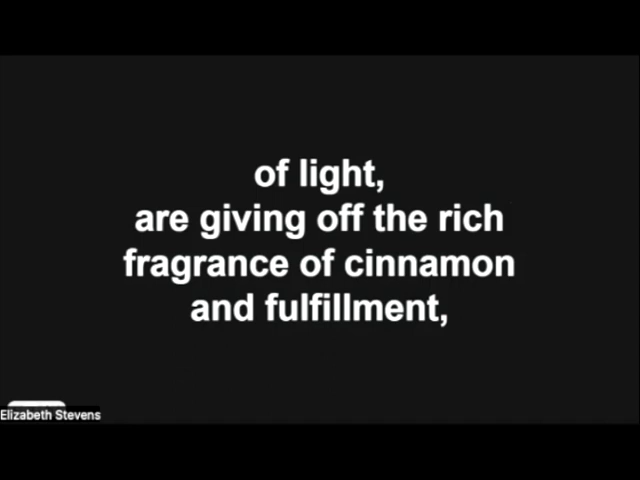 of light,
are giving off the rich
fragrance of cinnamon
and fulfillment,
Elizabeth Stevens